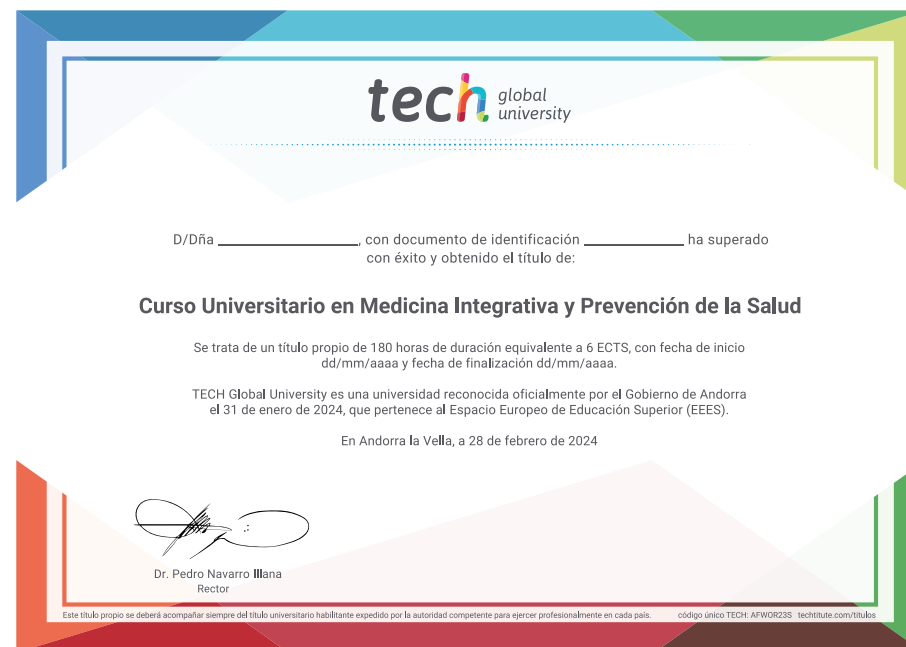 tech global university
D/Dña ____________________, con documento de identificación ______________ ha superado
con éxito y obtenido el título de:
Curso Universitario en Medicina Integrativa y Prevención de la Salud
Se trata de un título propio de 180 horas de duración equivalente a 6 ECTS, con fecha de inicio
dd/mm/aaaa y fecha de finalización dd/mm/aaaa.
TECH Global University es una universidad reconocida oficialmente por el Gobierno de Andorra
el 31 de enero de 2024, que pertenece al Espacio Europeo de Educación Superior (EEES).
En Andorra la Vella, a 28 de febrero de 2024
Dr. Pedro Navarro Illana
Rector
Este título propio se deberá acompañar siempre del título universitario habilitante expedido por la autoridad competente para ejercer profesionalmente en cada país. código único TECH: AFWOR23S techtitute.com/titulos